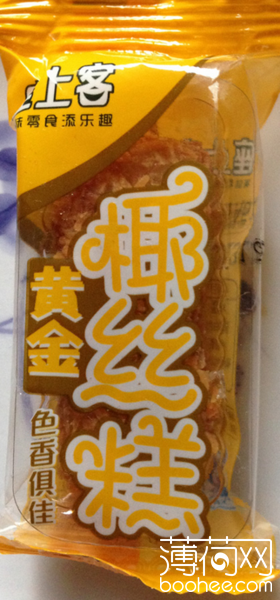 上客
零食添乐趣
黄金
椰丝糕
色香俱佳
薄荷网
boohee.com